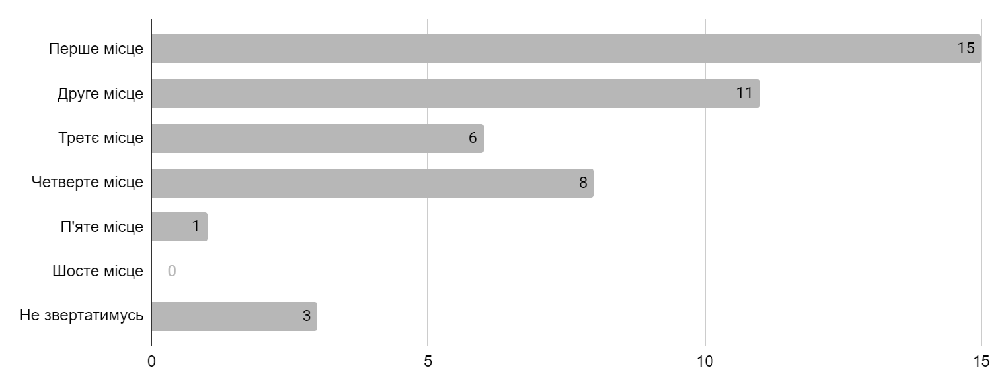 Перше місце 15
Друге місце 11
Третє місце 6
Четверте місце 8
П'яте місце 1
Шосте місце 0
Не звертатимусь 3
0 5 10 15